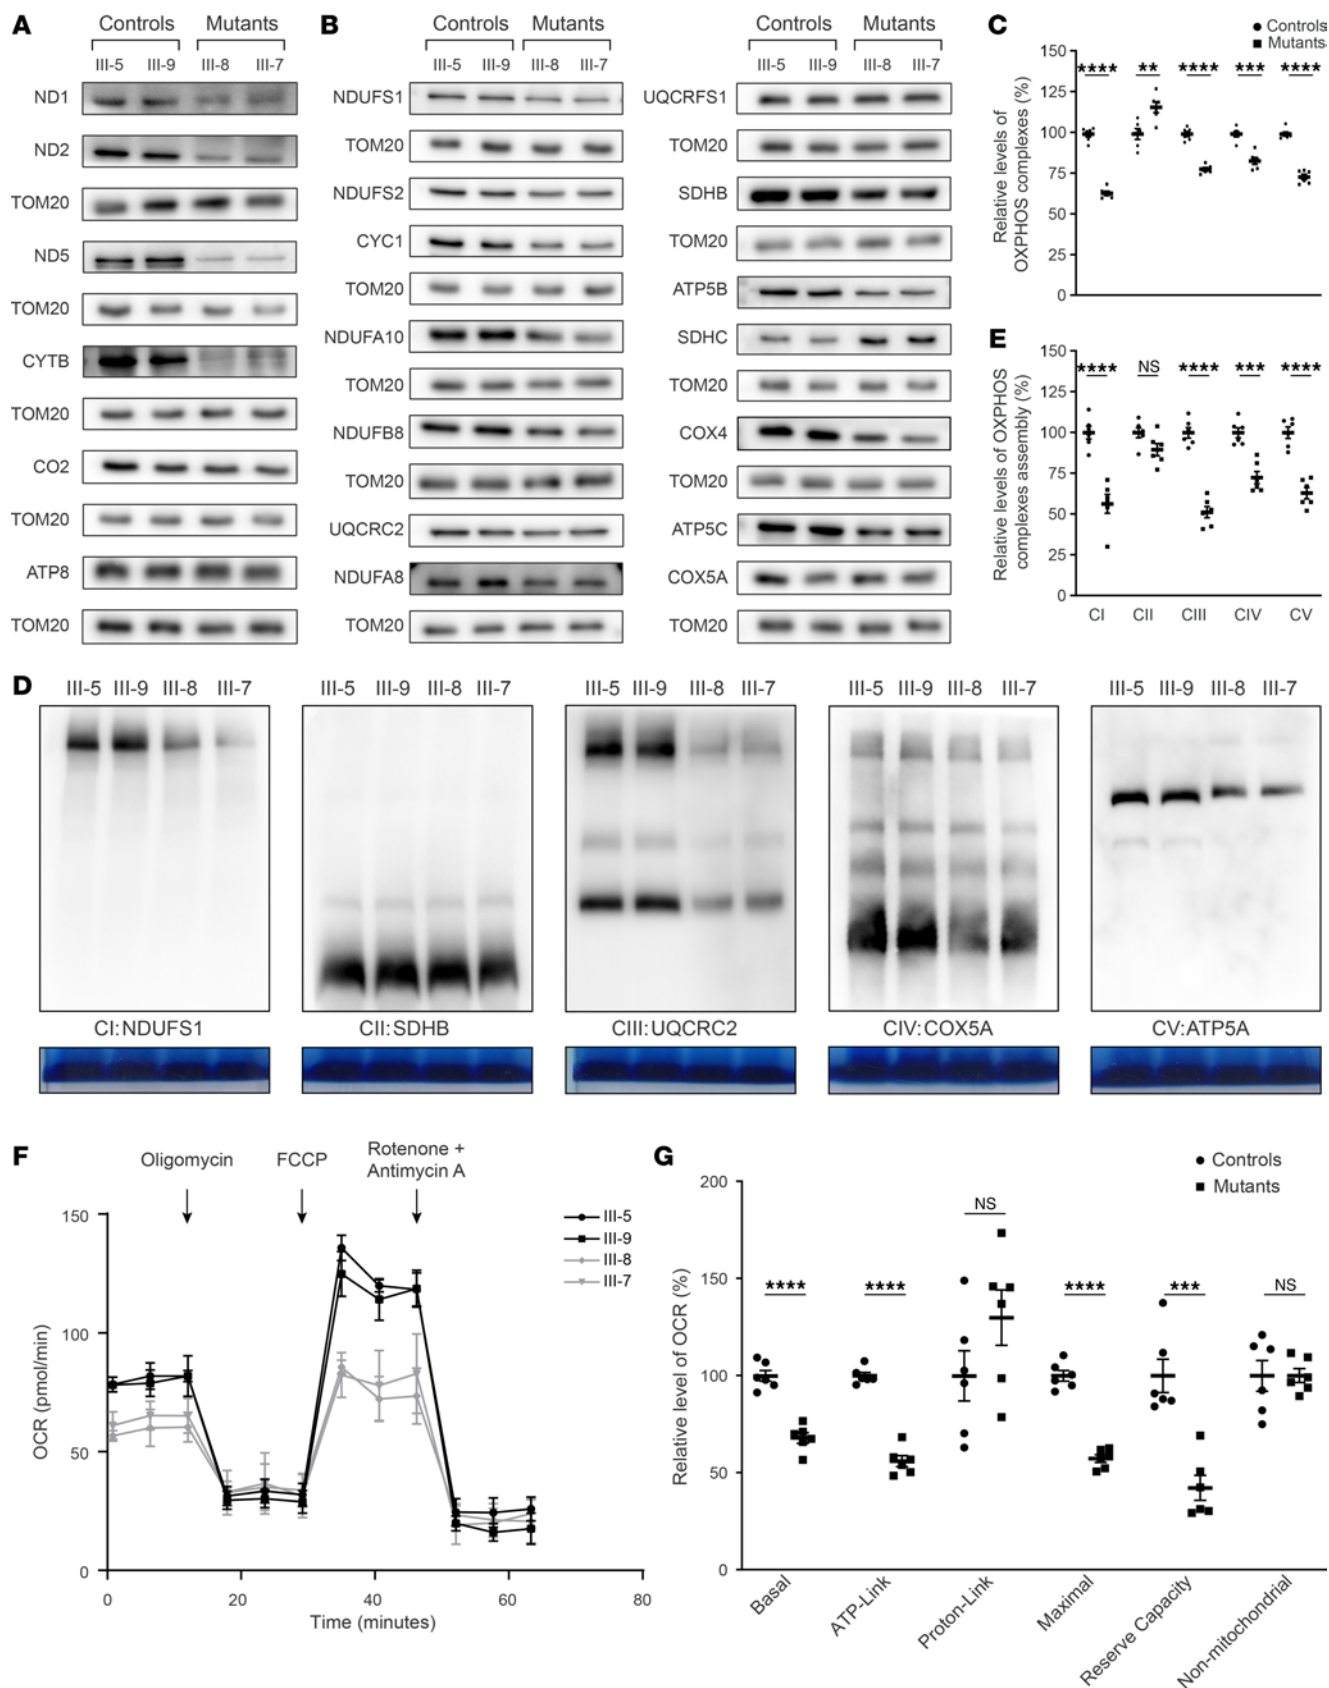 A
Controls Mutants
III-5 III-9 III-8 III-7
ND1
ND2
TOM20
ND5
TOM20
CYTB
TOM20
CO2
TOM20
ATP8
TOM20
B
Controls Mutants
III-5 III-9 III-8 III-7
NDUFS1
TOM20
NDUFS2
CYC1
TOM20
NDUFA10
TOM20
NDUFB8
TOM20
UQCRC2
NDUFA8
TOM20
Controls Mutants
III-5 III-9 III-8 III-7
UQCRFS1
TOM20
SDHB
TOM20
ATP5B
SDHC
TOM20
COX4
TOM20
ATP5C
COX5A
TOM20
C
Controls
Mutants
Relative levels of
OXPHOS complexes (%)
150
125
100
75
50
25
0
**** ** **** *** ****
E
Relative levels of OXPHOS
complexes assembly (%)
150
125
100
75
50
25
0
**** NS **** *** ****
CI CII CIII CIV CV
D
III-5 III-9 III-8 III-7
CI:NDUFS1
III-5 III-9 III-8 III-7
CII:SDHB
III-5 III-9 III-8 III-7
CIII:UQCRC2
III-5 III-9 III-8 III-7
CIV:COX5A
III-5 III-9 III-8 III-7
CV:ATP5A
F
Oligomycin
FCCP
Rotenone +
Antimycin A
OCR (pmol/min)
150
100
50
0
0 20 40 60 80
Time (minutes)
III-5
III-9
III-8
III-7
G
Controls
Mutants
Relative level of OCR (%)
200
150
100
50
0
**** **** NS **** *** NS
Basal
ATP-Link
Proton-Link
Maximal
Reserve Capacity
Non-mitochondrial